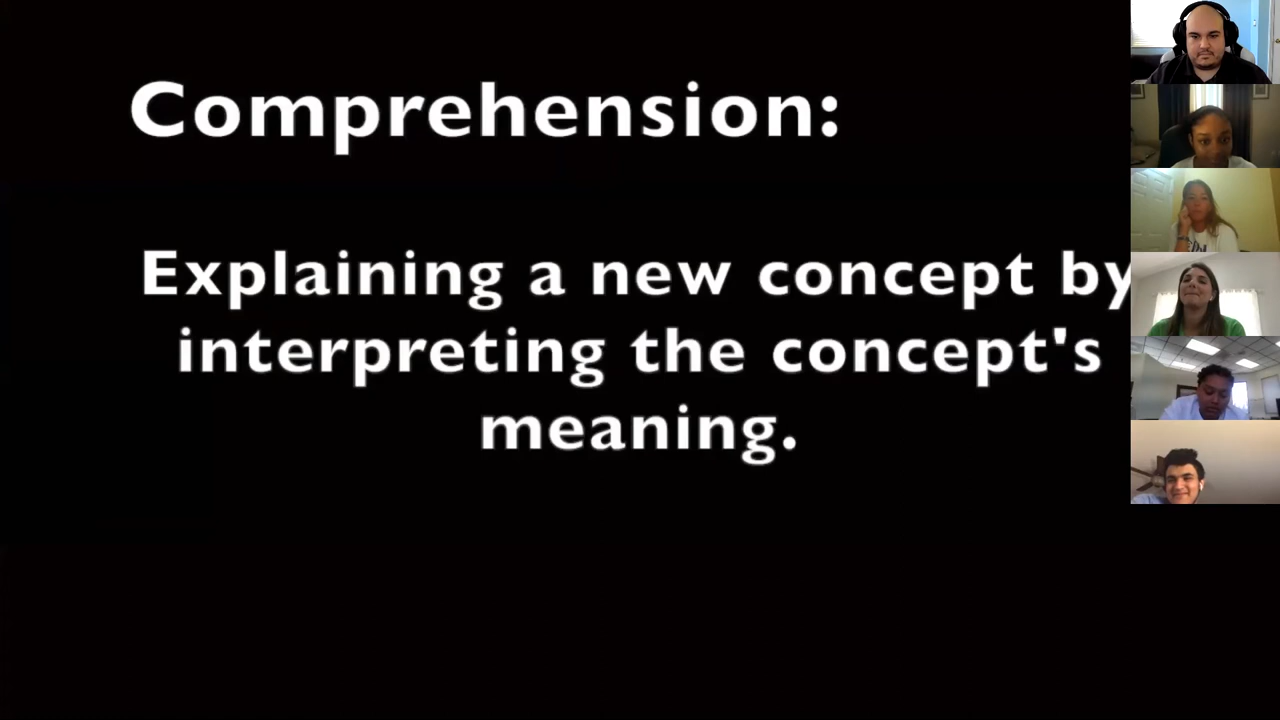 Comprehension:
Explaining a new concept by
interpreting the concept's
meaning.